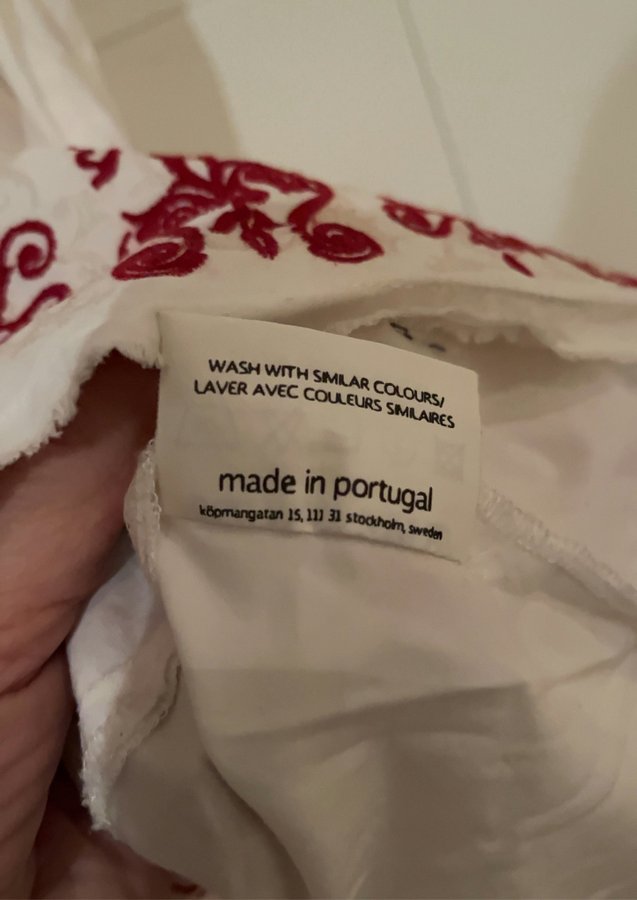 WASH WITH SIMILAR COLOURS/
LAVER AVEC COULEURS SIMILAIRES
made in portugal
köpmangatan 15, 111 31 stockholm, sweden